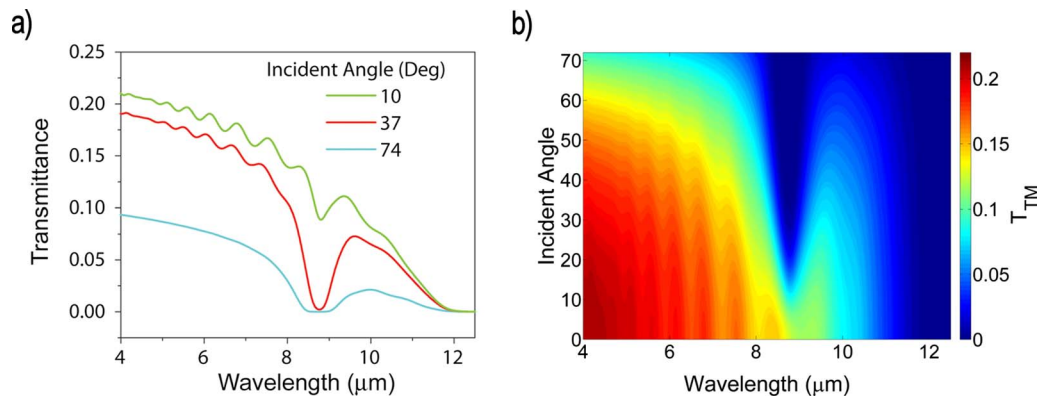 a)
0.25
0.20
0.15
0.10
0.05
0.00
Transmittance
Incident Angle (Deg)
10
37
74
4 6 8 10 12
Wavelength (μm)
b)
70
60
50
40
30
20
10
0
Incident Angle
4 6 8 10 12
Wavelength (μm)
0.2
0.15
0.1
0.05
0
T_TM